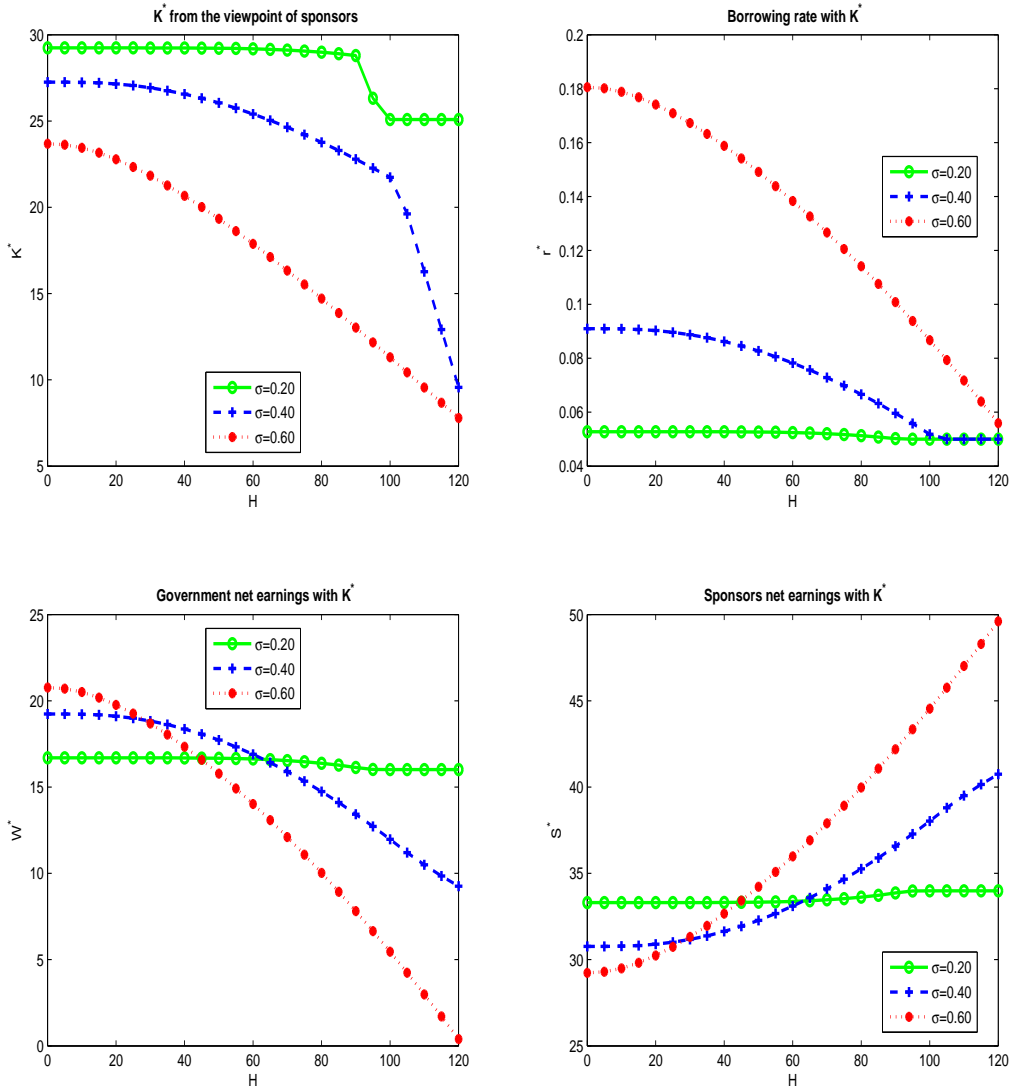 K* from the viewpoint of sponsors
30
25
20
15
10
5
K*
0 20 40 60 80 100 120
H
σ=0.20
σ=0.40
σ=0.60
Borrowing rate with K*
0.2
0.18
0.16
0.14
0.12
0.1
0.08
0.06
0.04
r*
0 20 40 60 80 100 120
H
σ=0.20
σ=0.40
σ=0.60
Government net earnings with K*
25
20
15
10
5
0
W*
0 20 40 60 80 100 120
H
σ=0.20
σ=0.40
σ=0.60
Sponsors net earnings with K*
50
45
40
35
30
25
S*
0 20 40 60 80 100 120
H
σ=0.20
σ=0.40
σ=0.60